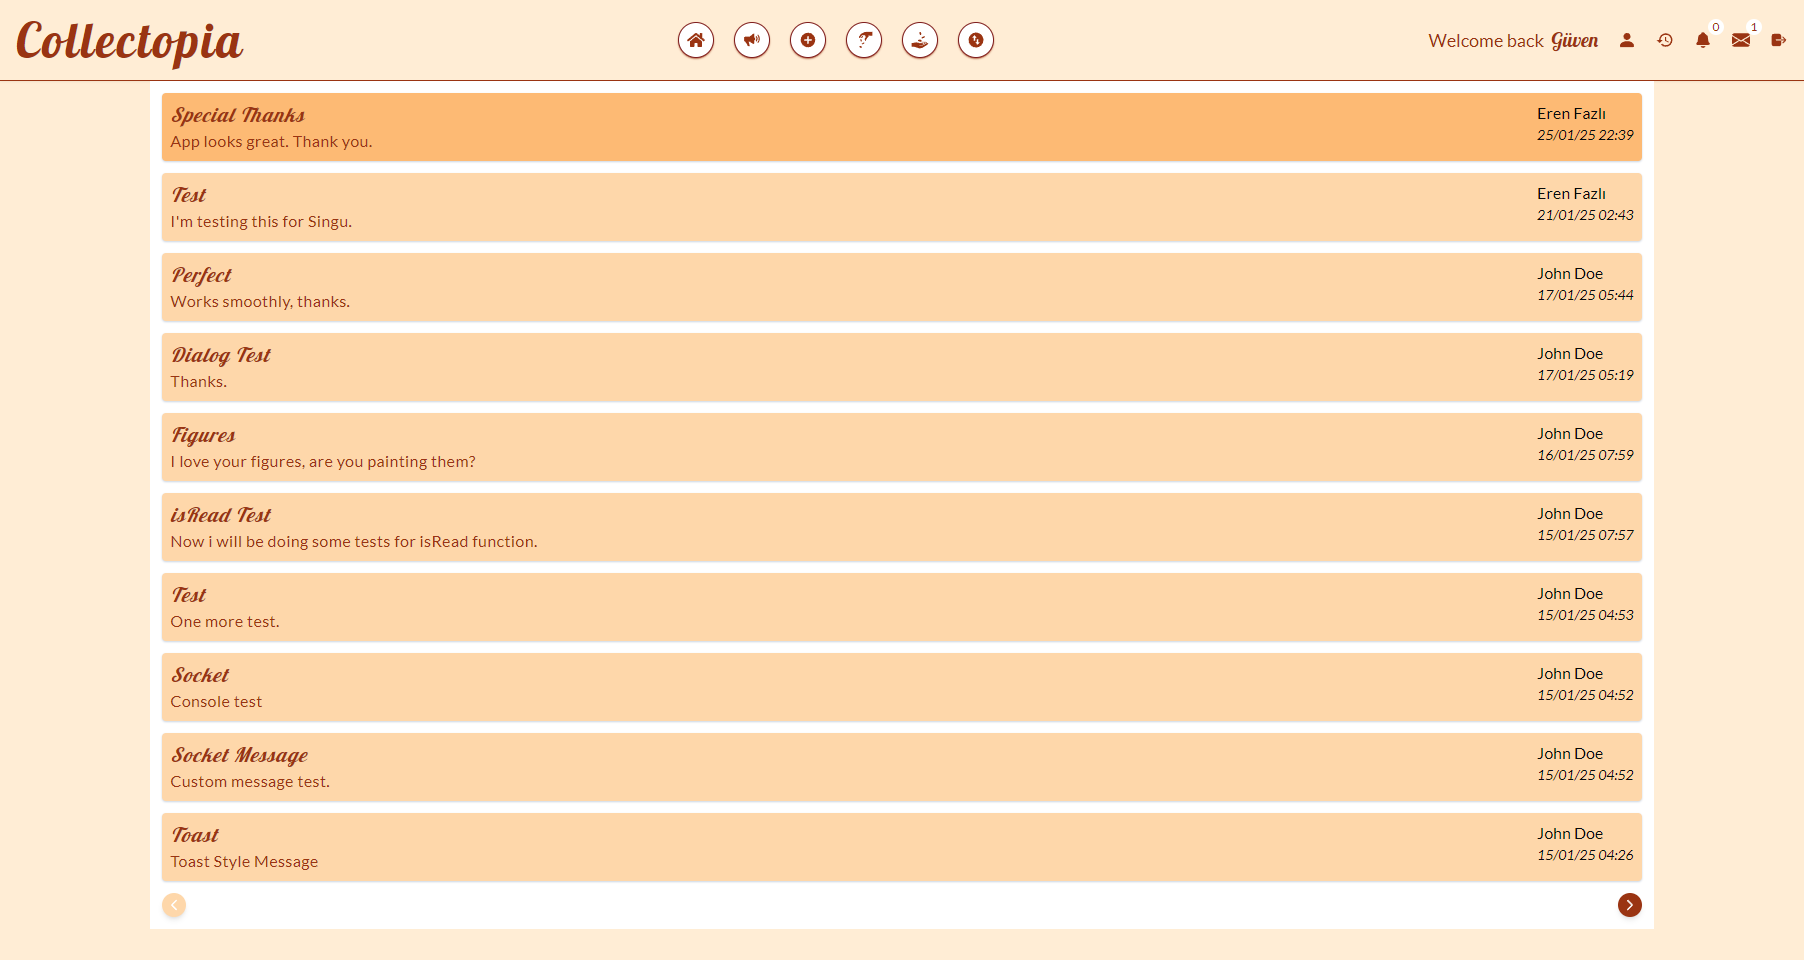 Collectopia
Welcome back Güven
0
1
Special Thanks
App looks great. Thank you.
Eren Fazlı
25/01/25 22:39
Test
I'm testing this for Singu.
Eren Fazlı
21/01/25 02:43
Perfect
Works smoothly, thanks.
John Doe
17/01/25 05:44
Dialog Test
Thanks.
John Doe
17/01/25 05:19
Figures
I love your figures, are you painting them?
John Doe
16/01/25 07:59
isRead Test
Now i will be doing some tests for isRead function.
John Doe
15/01/25 07:57
Test
One more test.
John Doe
15/01/25 04:53
Socket
Console test
John Doe
15/01/25 04:52
Socket Message
Custom message test.
John Doe
15/01/25 04:52
Toast
Toast Style Message
John Doe
15/01/25 04:26